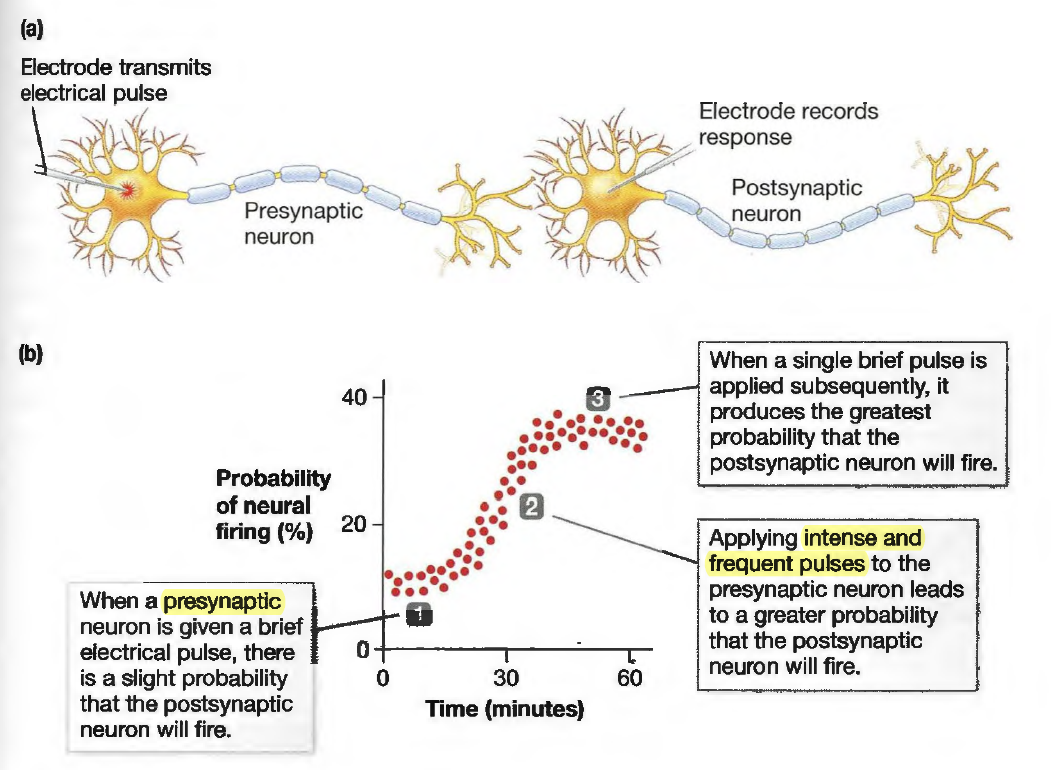 (a)
Electrode transmits
electrical pulse
Electrode records
response
Presynaptic
neuron
Postsynaptic
neuron
(b)
When a single brief pulse is
applied subsequently, it
produces the greatest
probability that the
postsynaptic neuron will fire.
40
3
Probability
of neural
firing (%)
20
2
Applying intense and
frequent pulses to the
presynaptic neuron leads
to a greater probability
that the postsynaptic
neuron will fire.
When a presynaptic
neuron is given a brief
electrical pulse, there
is a slight probability
that the postsynaptic
neuron will fire.
1
0
0 30 60
Time (minutes)